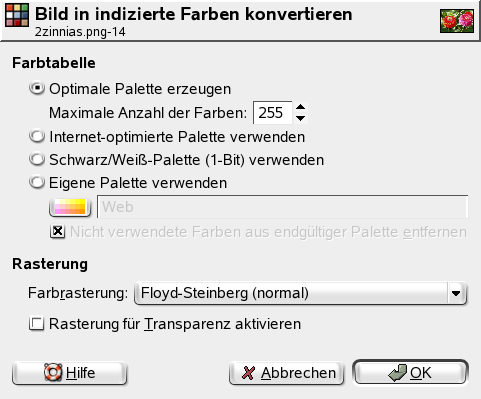 Bild in indizierte Farben konvertieren
2zinnias.png-14
Farbtabelle
Optimale Palette erzeugen
Maximale Anzahl der Farben: 255
Internet-optimierte Palette verwenden
Schwarz/Weiß-Palette (1-Bit) verwenden
Eigene Palette verwenden
Web
Nicht verwendete Farben aus endgültiger Palette entfernen
Rasterung
Farbrasterung: Floyd-Steinberg (normal)
Rasterung für Transparenz aktivieren
Hilfe Abbrechen OK